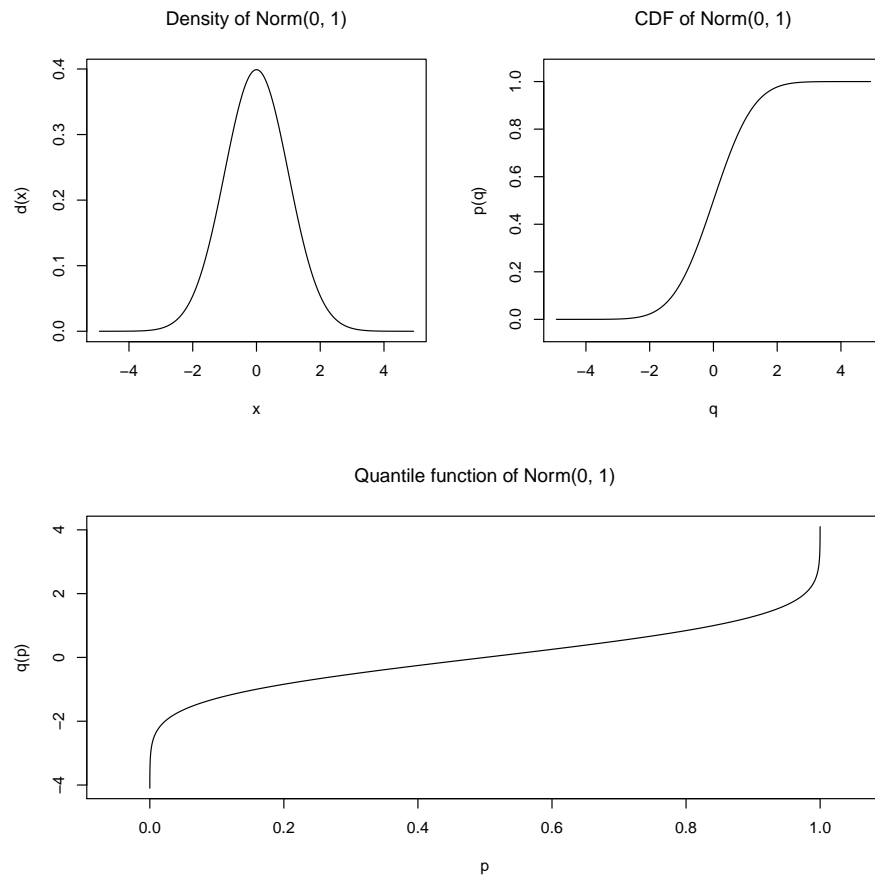 Density of Norm(0, 1)
d(x)
0.4
0.3
0.2
0.1
0.0
−4 −2 0 2 4
x
CDF of Norm(0, 1)
p(q)
1.0
0.8
0.6
0.4
0.2
0.0
−4 −2 0 2 4
q
Quantile function of Norm(0, 1)
q(p)
4
2
0
−2
−4
0.0 0.2 0.4 0.6 0.8 1.0
p